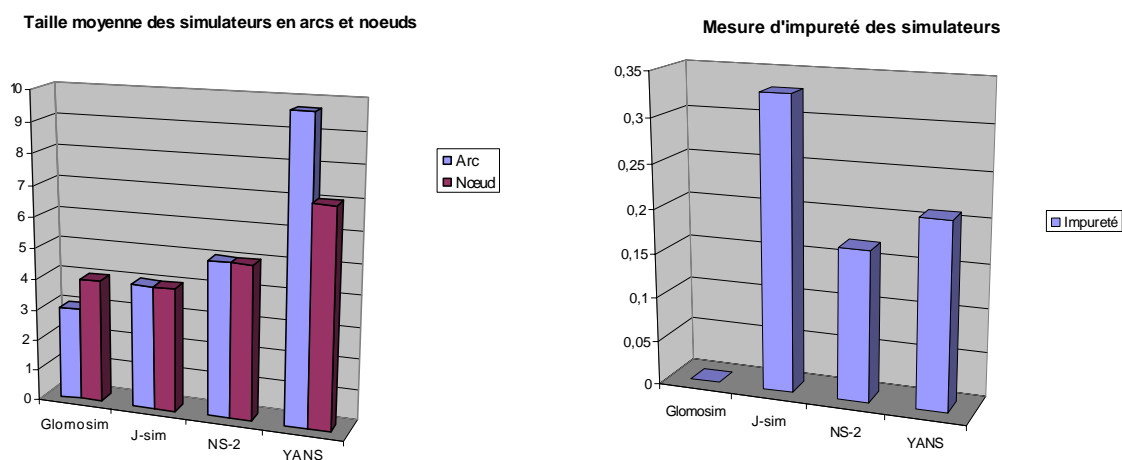 Taille moyenne des simulateurs en arcs et noeuds
10
9
8
7
6
5
4
3
2
1
0
Glomosim
J-sim
NS-2
YANS
Arc
Nœud
Mesure d'impureté des simulateurs
0,35
0,3
0,25
0,2
0,15
0,1
0,05
0
Glomosim
J-sim
NS-2
YANS
Impureté